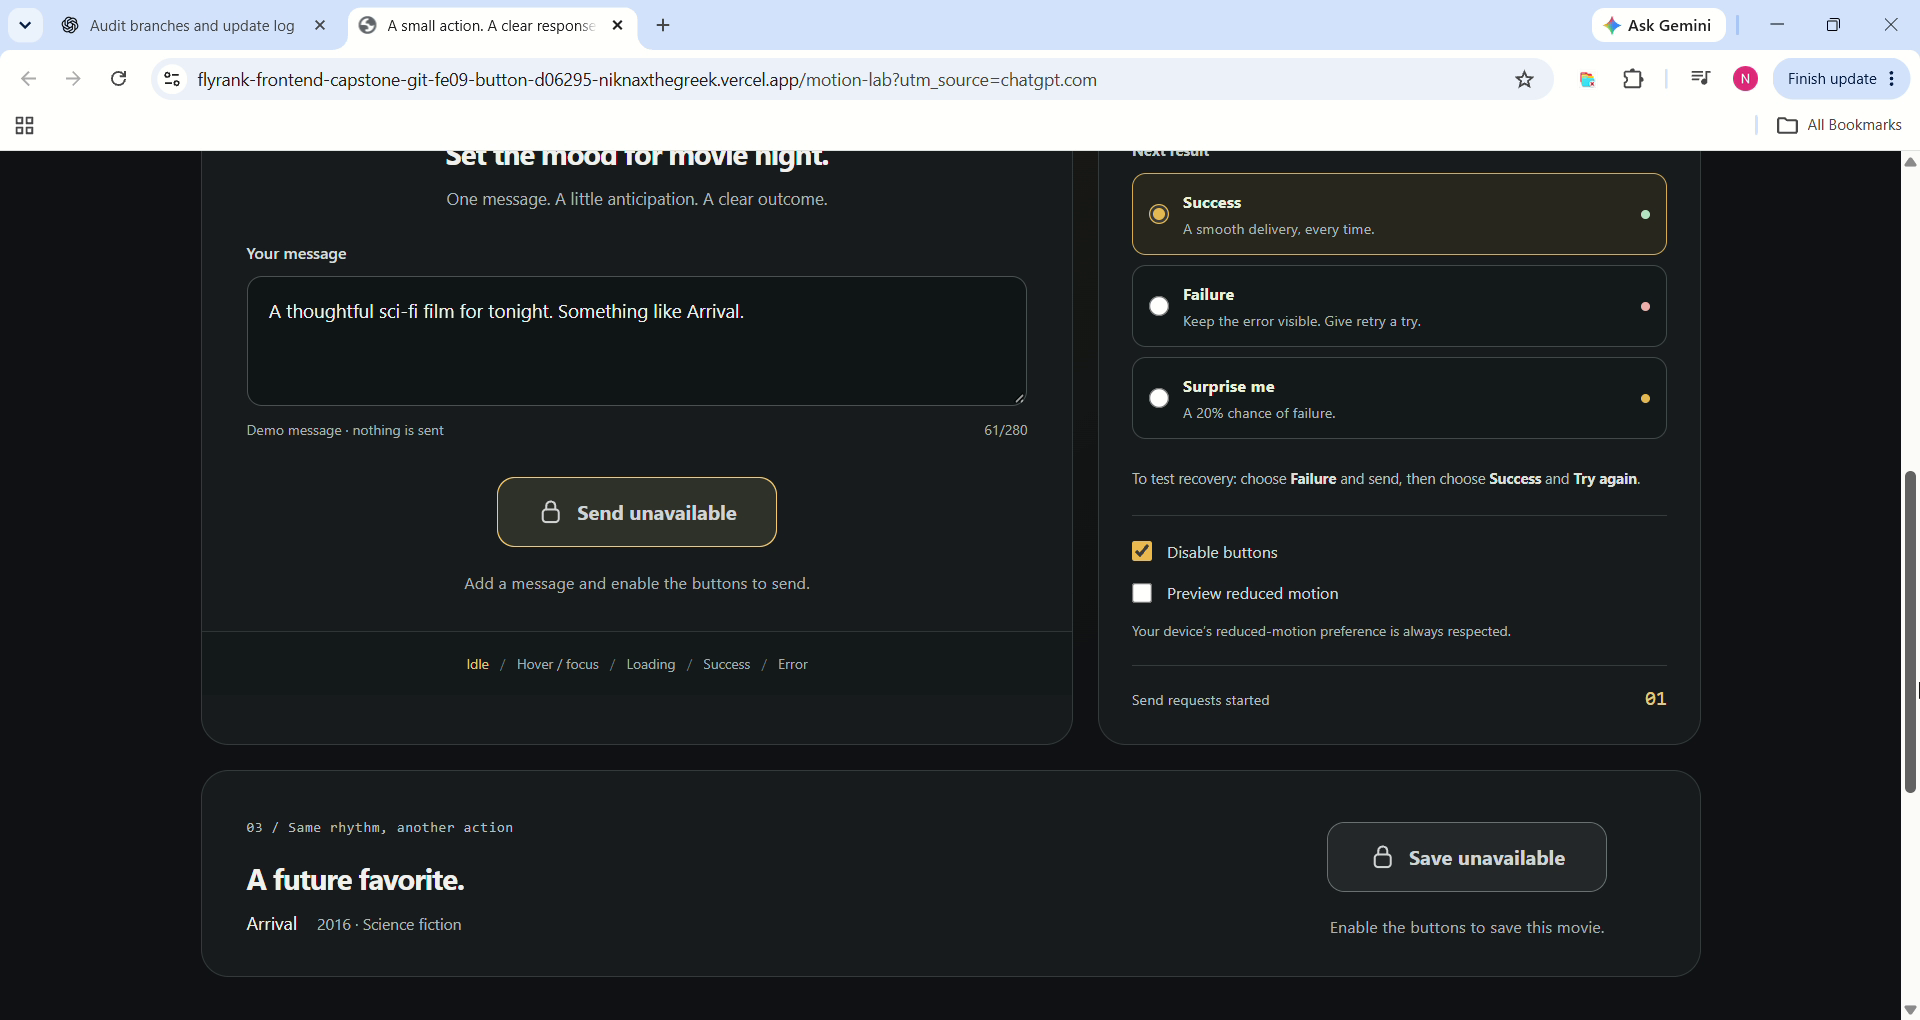 Audit branches and update log
A small action. A clear response
Ask Gemini
flyrank-frontend-capstone-git-fe09-button-d06295-niknaxthegreek.vercel.app/motion-lab?utm_source=chatgpt.com
N
Finish update
All Bookmarks
Set the mood for movie night.
One message. A little anticipation. A clear outcome.
Your message
A thoughtful sci-fi film for tonight. Something like Arrival.
Demo message · nothing is sent
61/280
Send unavailable
Add a message and enable the buttons to send.
Idle / Hover / focus / Loading / Success / Error
Next result
Success
A smooth delivery, every time.
Failure
Keep the error visible. Give retry a try.
Surprise me
A 20% chance of failure.
To test recovery: choose Failure and send, then choose Success and Try again.
Disable buttons
Preview reduced motion
Your device's reduced-motion preference is always respected.
Send requests started
01
03 / Same rhythm, another action
A future favorite.
Arrival 2016 · Science fiction
Save unavailable
Enable the buttons to save this movie.